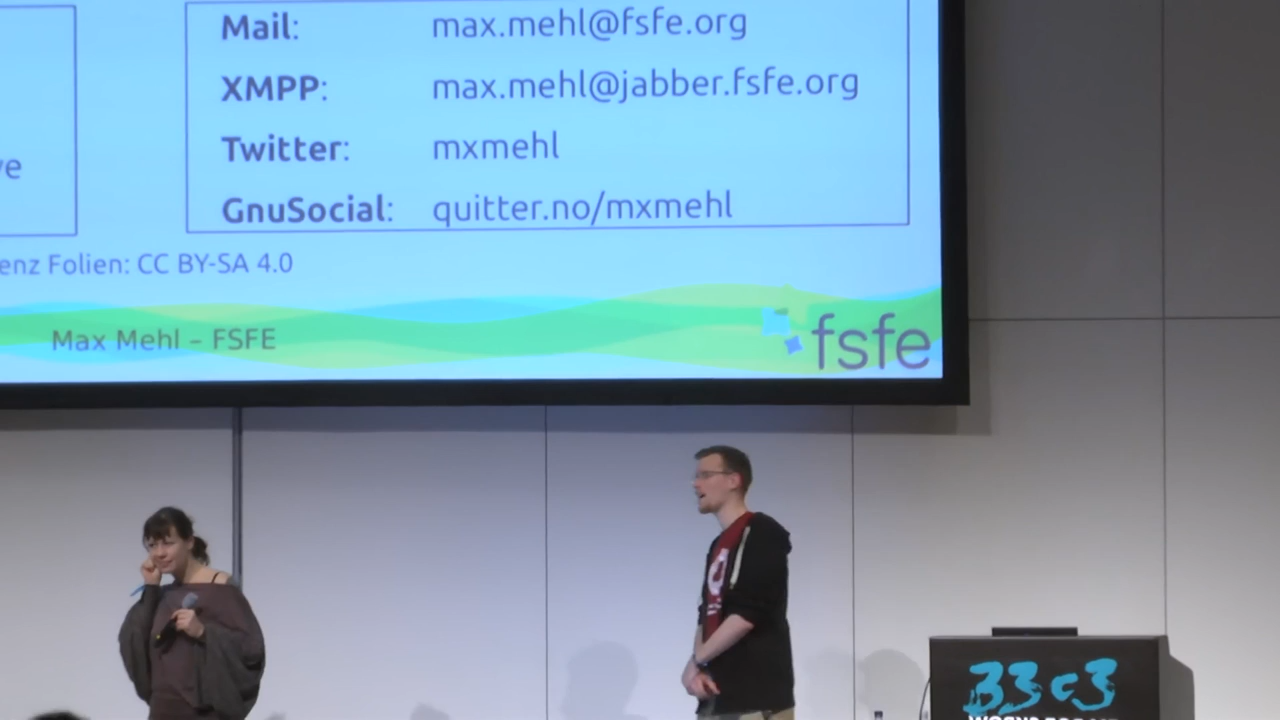 Mail: max.mehl@fsfe.org
XMPP: max.mehl@jabber.fsfe.org
Twitter: mxmehl
GnuSocial: quitter.no/mxmehl
enz Folien: CC BY-SA 4.0
Max Mehl – FSFE
fsfe
33c3